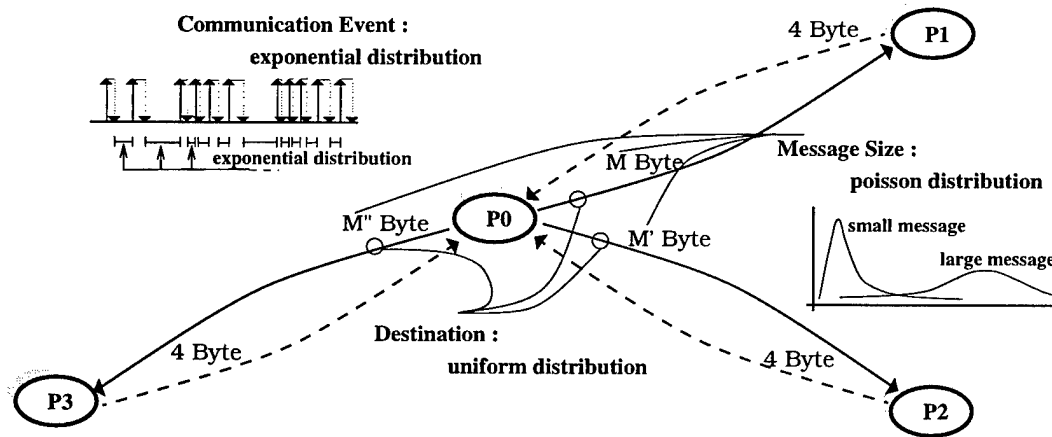 Communication Event :
exponential distribution
exponential distribution
4 Byte
P1
M Byte
Message Size :
poisson distribution
small message
large message
M" Byte
P0
M' Byte
Destination :
uniform distribution
4 Byte
4 Byte
P3
P2